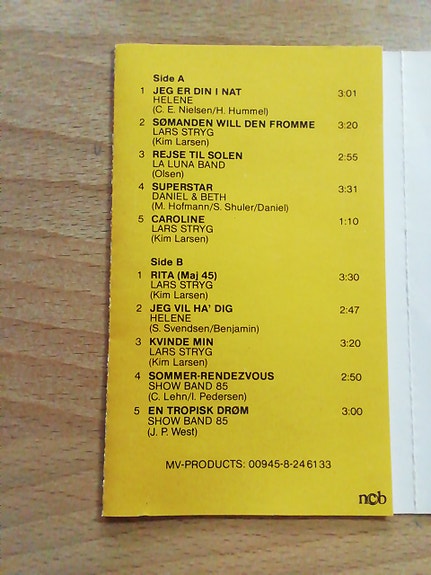 Side A
1 JEG ER DIN I NAT 3:01
HELENE
(C. E. Nielsen/H. Hummel)
2 SØMANDEN WILL DEN FROMME 3:20
LARS STRYG
(Kim Larsen)
3 REJSE TIL SOLEN 2:55
LA LUNA BAND
(Olsen)
4 SUPERSTAR 3:31
DANIEL & BETH
(M. Hofmann/S. Shuler/Daniel)
5 CAROLINE 1:10
LARS STRYG
(Kim Larsen)
Side B
1 RITA (Maj 45) 3:30
LARS STRYG
(Kim Larsen)
2 JEG VIL HA' DIG 2:47
HELENE
(S. Svendsen/Benjamin)
3 KVINDE MIN 3:20
LARS STRYG
(Kim Larsen)
4 SOMMER-RENDEZVOUS 2:50
SHOW BAND 85
(C. Lehn/I. Pedersen)
5 EN TROPISK DRØM 3:00
SHOW BAND 85
(J. P. West)
MV-PRODUCTS: 00945-8-246133
ncb